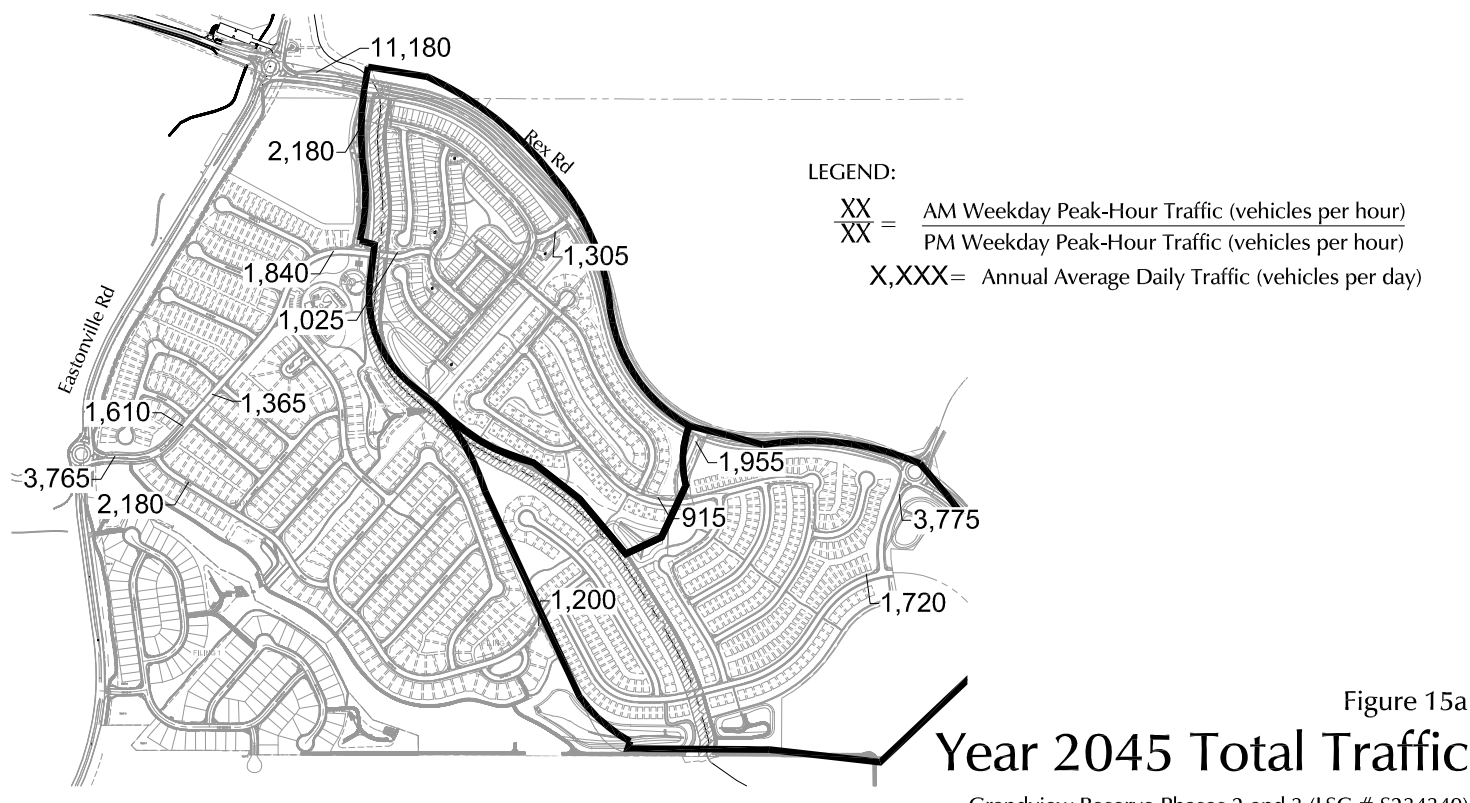 11,180
2,180
Rex Rd
LEGEND:
XX
XX
=
AM Weekday Peak-Hour Traffic (vehicles per hour)
PM Weekday Peak-Hour Traffic (vehicles per hour)
X,XXX= Annual Average Daily Traffic (vehicles per day)
1,305
1,840
1,025
Eastonville Rd
1,365
1,610
3,765
2,180
1,955
915
3,775
1,200
1,720
FILING 1
Figure 15a
Year 2045 Total Traffic